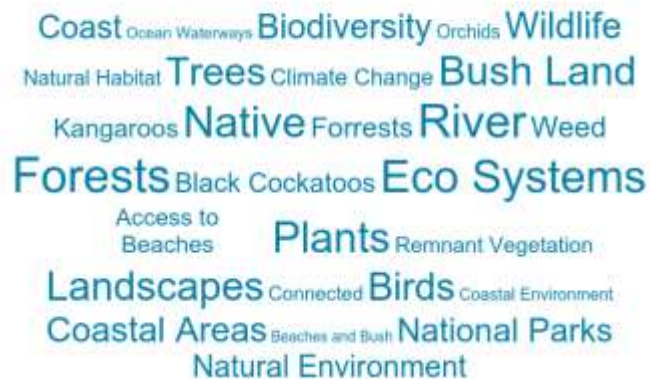 Coast Ocean Waterways Biodiversity Orchids Wildlife
Natural Habitat Trees Climate Change Bush Land
Kangaroos Native Forrests River Weed
Forests Black Cockatoos Eco Systems
Access to
Beaches Plants Remnant Vegetation
Landscapes Connected Birds Coastal Environment
Coastal Areas Beaches and Bush National Parks
Natural Environment